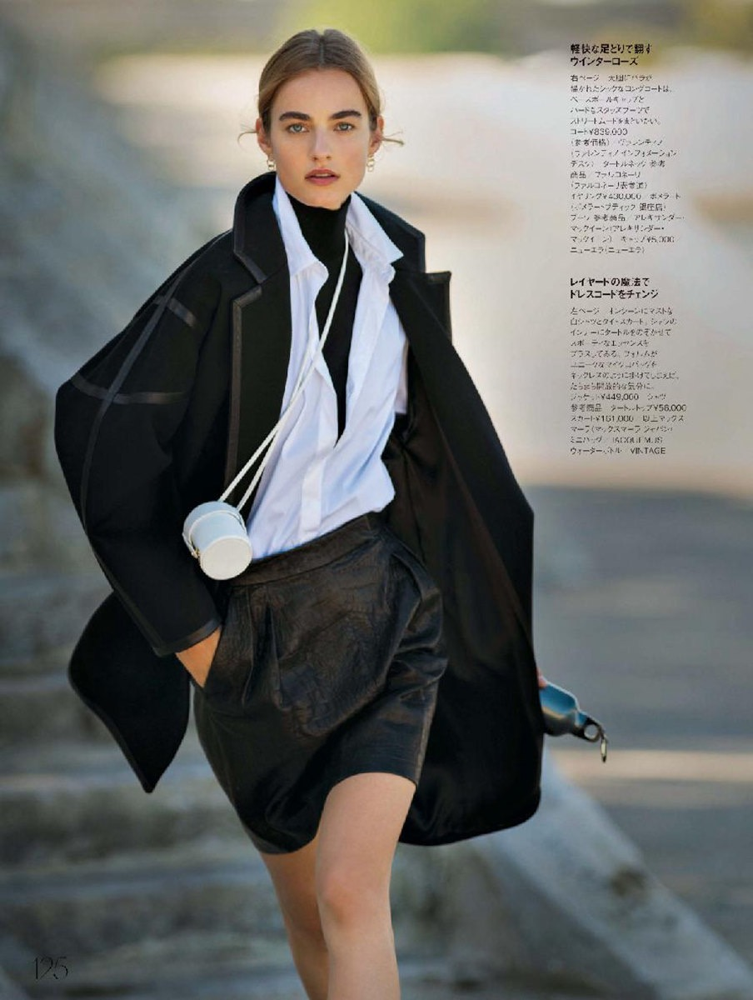 軽快な足どりで翻す
ウインターローズ
右ページ 大胆にバラが
描かれたシックなロングコートは、
ベースボールキャップと
ハードなスタッズブーツで
ストリートムードをまといたい。
コート¥839,000
(参考価格) ヴァレンティノ
(ヴァレンティノ インフォメーション
デスク) タートルネック 参考
商品 ファルコネーリ
(ファルコネーリ表参道)
イヤリング¥430,000 ポメラート
(ポメラートブティック 銀座店)
ブーツ 参考商品 アレキサンダー・
マックイーン(アレキサンダー・
マックイーン) キャップ¥5,000
ニューエラ(ニューエラ)
レイヤードの魔法で
ドレスコードをチェンジ
左ページ オンシーンにマストな
白シャツとタイトスカート。シャツの
インナーにタートルをのぞかせて
スポーティなエッセンスを
プラスしてみる。フォルムが
ユニークなマイクロバッグを
ネックレスのように掛けてしまえば、
たちまち開放的な気分に。
ジャケット¥449,000 シャツ
参考商品 タートルトップ¥56,000
スカート¥161,000 以上マックス
マーラ(マックスマーラ ジャパン)
ミニバッグ JACQUEMUS
ウォーターボトル VINTAGE
125